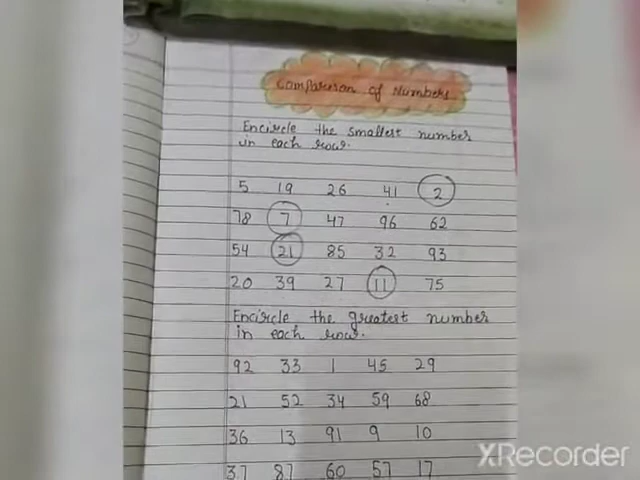 Comparison of Numbers
Encircle the smallest number
in each row.
5 19 26 41 2
78 7 47 96 62
54 21 85 32 93
20 39 27 11 75
Encircle the greatest number
in each row.
92 33 1 45 29
21 52 34 59 68
36 13 91 9 10
37 87 60 57 17
XRecorder